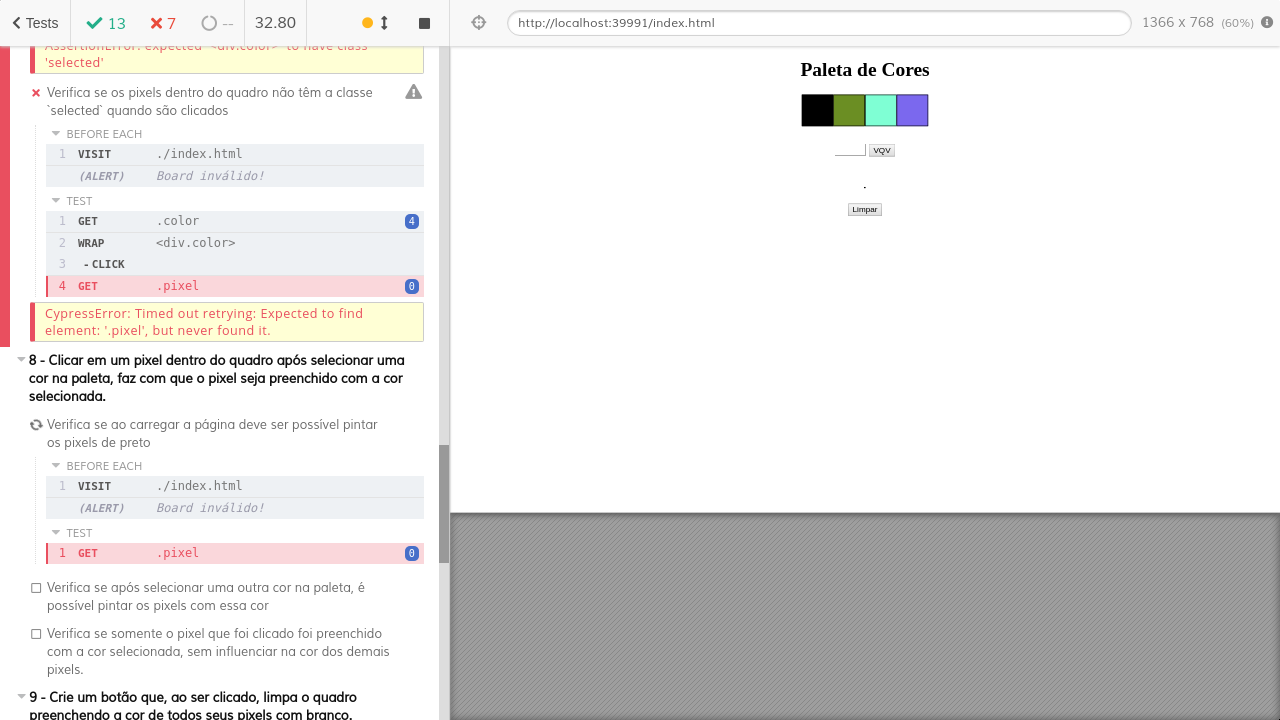 Tests 13 7 -- 32.80 http://localhost:39991/index.html 1366 x 768 (60%)
AssertionError: expected '<div.color>' to have class
'selected'
Verifica se os pixels dentro do quadro não têm a classe
`selected` quando são clicados
BEFORE EACH
1 VISIT ./index.html
(ALERT) Board inválido!
TEST
1 GET .color 4
2 WRAP <div.color>
3 - CLICK
4 GET .pixel 0
CypressError: Timed out retrying: Expected to find
element: '.pixel', but never found it.
8 - Clicar em um pixel dentro do quadro após selecionar uma
cor na paleta, faz com que o pixel seja preenchido com a cor
selecionada.
Verifica se ao carregar a página deve ser possível pintar
os pixels de preto
BEFORE EACH
1 VISIT ./index.html
(ALERT) Board inválido!
TEST
1 GET .pixel 0
Verifica se após selecionar uma outra cor na paleta, é
possível pintar os pixels com essa cor
Verifica se somente o pixel que foi clicado foi preenchido
com a cor selecionada, sem influenciar na cor dos demais
pixels.
9 - Crie um botão que, ao ser clicado, limpa o quadro
preenchendo a cor de todos seus pixels com branco.
Paleta de Cores
VQV
Limpar